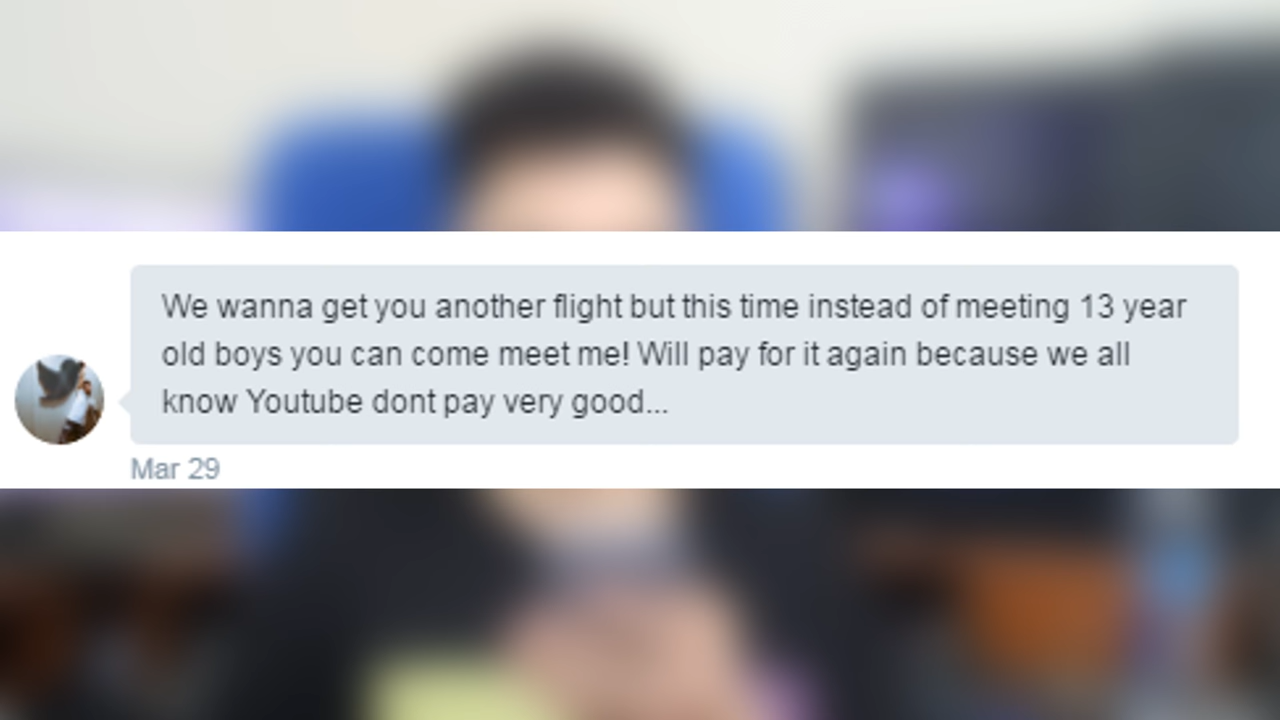 We wanna get you another flight but this time instead of meeting 13 year
old boys you can come meet me! Will pay for it again because we all
know Youtube dont pay very good...
Mar 29